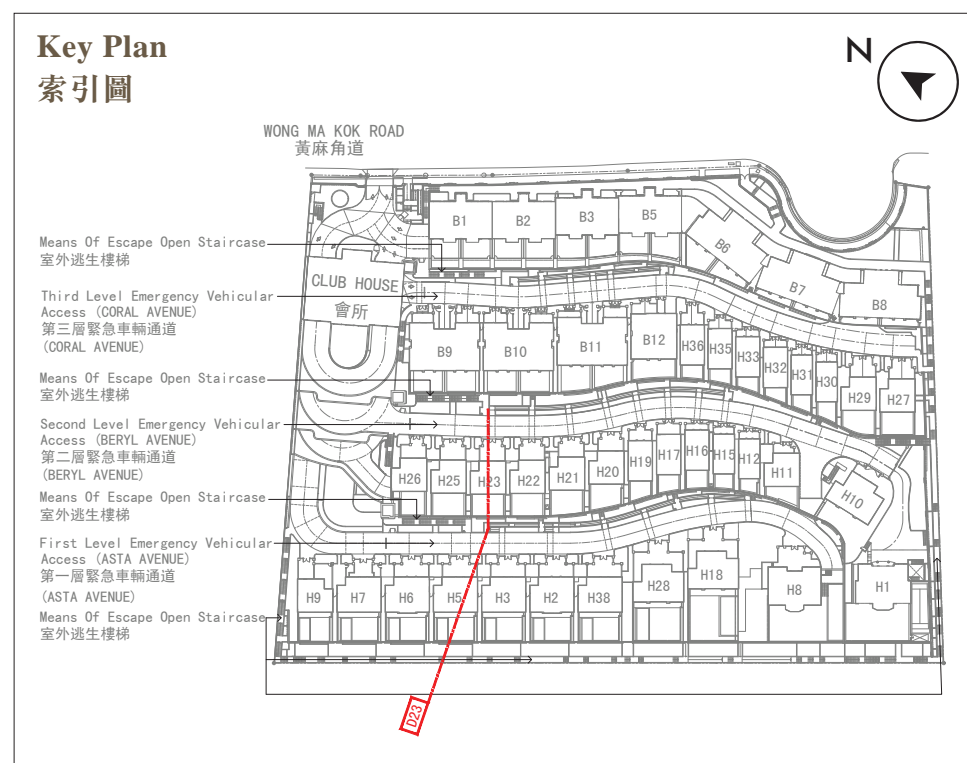 Key Plan
索引圖
N
WONG MA KOK ROAD
黃麻角道
Means Of Escape Open Staircase
室外逃生樓梯
CLUB HOUSE
會所
Third Level Emergency Vehicular
Access (CORAL AVENUE)
第三層緊急車輛通道
(CORAL AVENUE)
Means Of Escape Open Staircase
室外逃生樓梯
Second Level Emergency Vehicular
Access (BERYL AVENUE)
第二層緊急車輛通道
(BERYL AVENUE)
Means Of Escape Open Staircase
室外逃生樓梯
First Level Emergency Vehicular
Access (ASTA AVENUE)
第一層緊急車輛通道
(ASTA AVENUE)
Means Of Escape Open Staircase
室外逃生樓梯
B1 B2 B3 B5
B6
B7
B8
B9 B10 B11 B12 H36 H35 H33 H32 H31 H30 H29 H27
H26 H25 H23 H22 H21 H20 H19 H17 H16 H15 H12 H11
H10
H9 H7 H6 H5 H3 H2 H38 H28 H18 H8 H1
D23